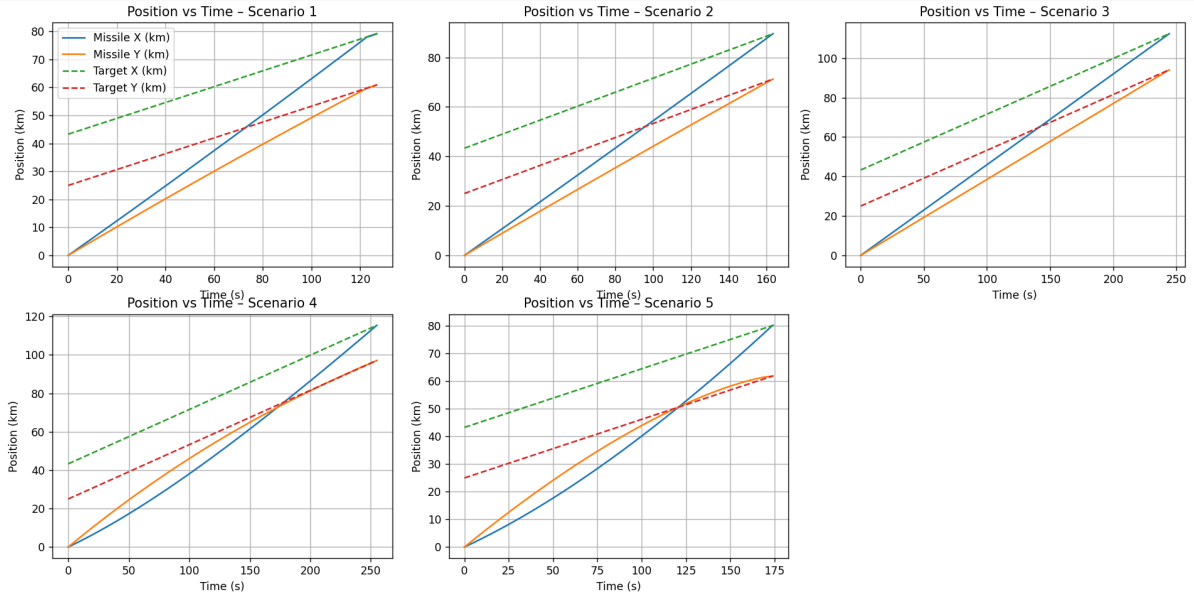 Position vs Time – Scenario 1
Position (km)
80
70
60
50
40
30
20
10
0
Missile X (km)
Missile Y (km)
Target X (km)
Target Y (km)
0 20 40 60 80 100 120
Time (s)
Position vs Time – Scenario 2
Position (km)
80
60
40
20
0
0 20 40 60 80 100 120 140 160
Time (s)
Position vs Time – Scenario 3
Position (km)
100
80
60
40
20
0
0 50 100 150 200 250
Time (s)
Position vs Time – Scenario 4
Position (km)
120
100
80
60
40
20
0
0 50 100 150 200 250
Time (s)
Position vs Time – Scenario 5
Position (km)
80
70
60
50
40
30
20
10
0
0 25 50 75 100 125 150 175
Time (s)